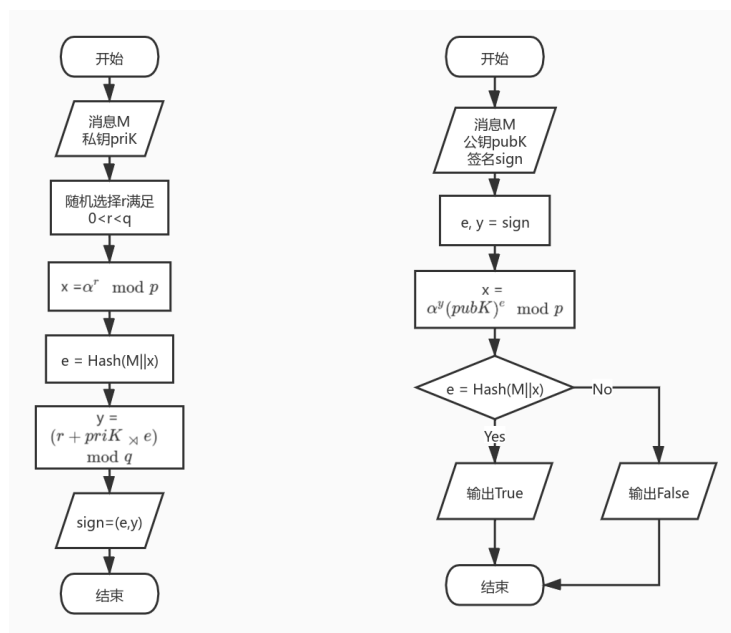 开始
消息M
私钥priK
随机选择r满足
0<r<q
x =α^r mod p
e = Hash(M||x)
y =
(r + priK ⋊ e)
mod q
sign=(e,y)
结束
开始
消息M
公钥pubK
签名sign
e, y = sign
x =
α^y(pubK)^e mod p
e = Hash(M||x)
No
Yes
输出True
输出False
结束